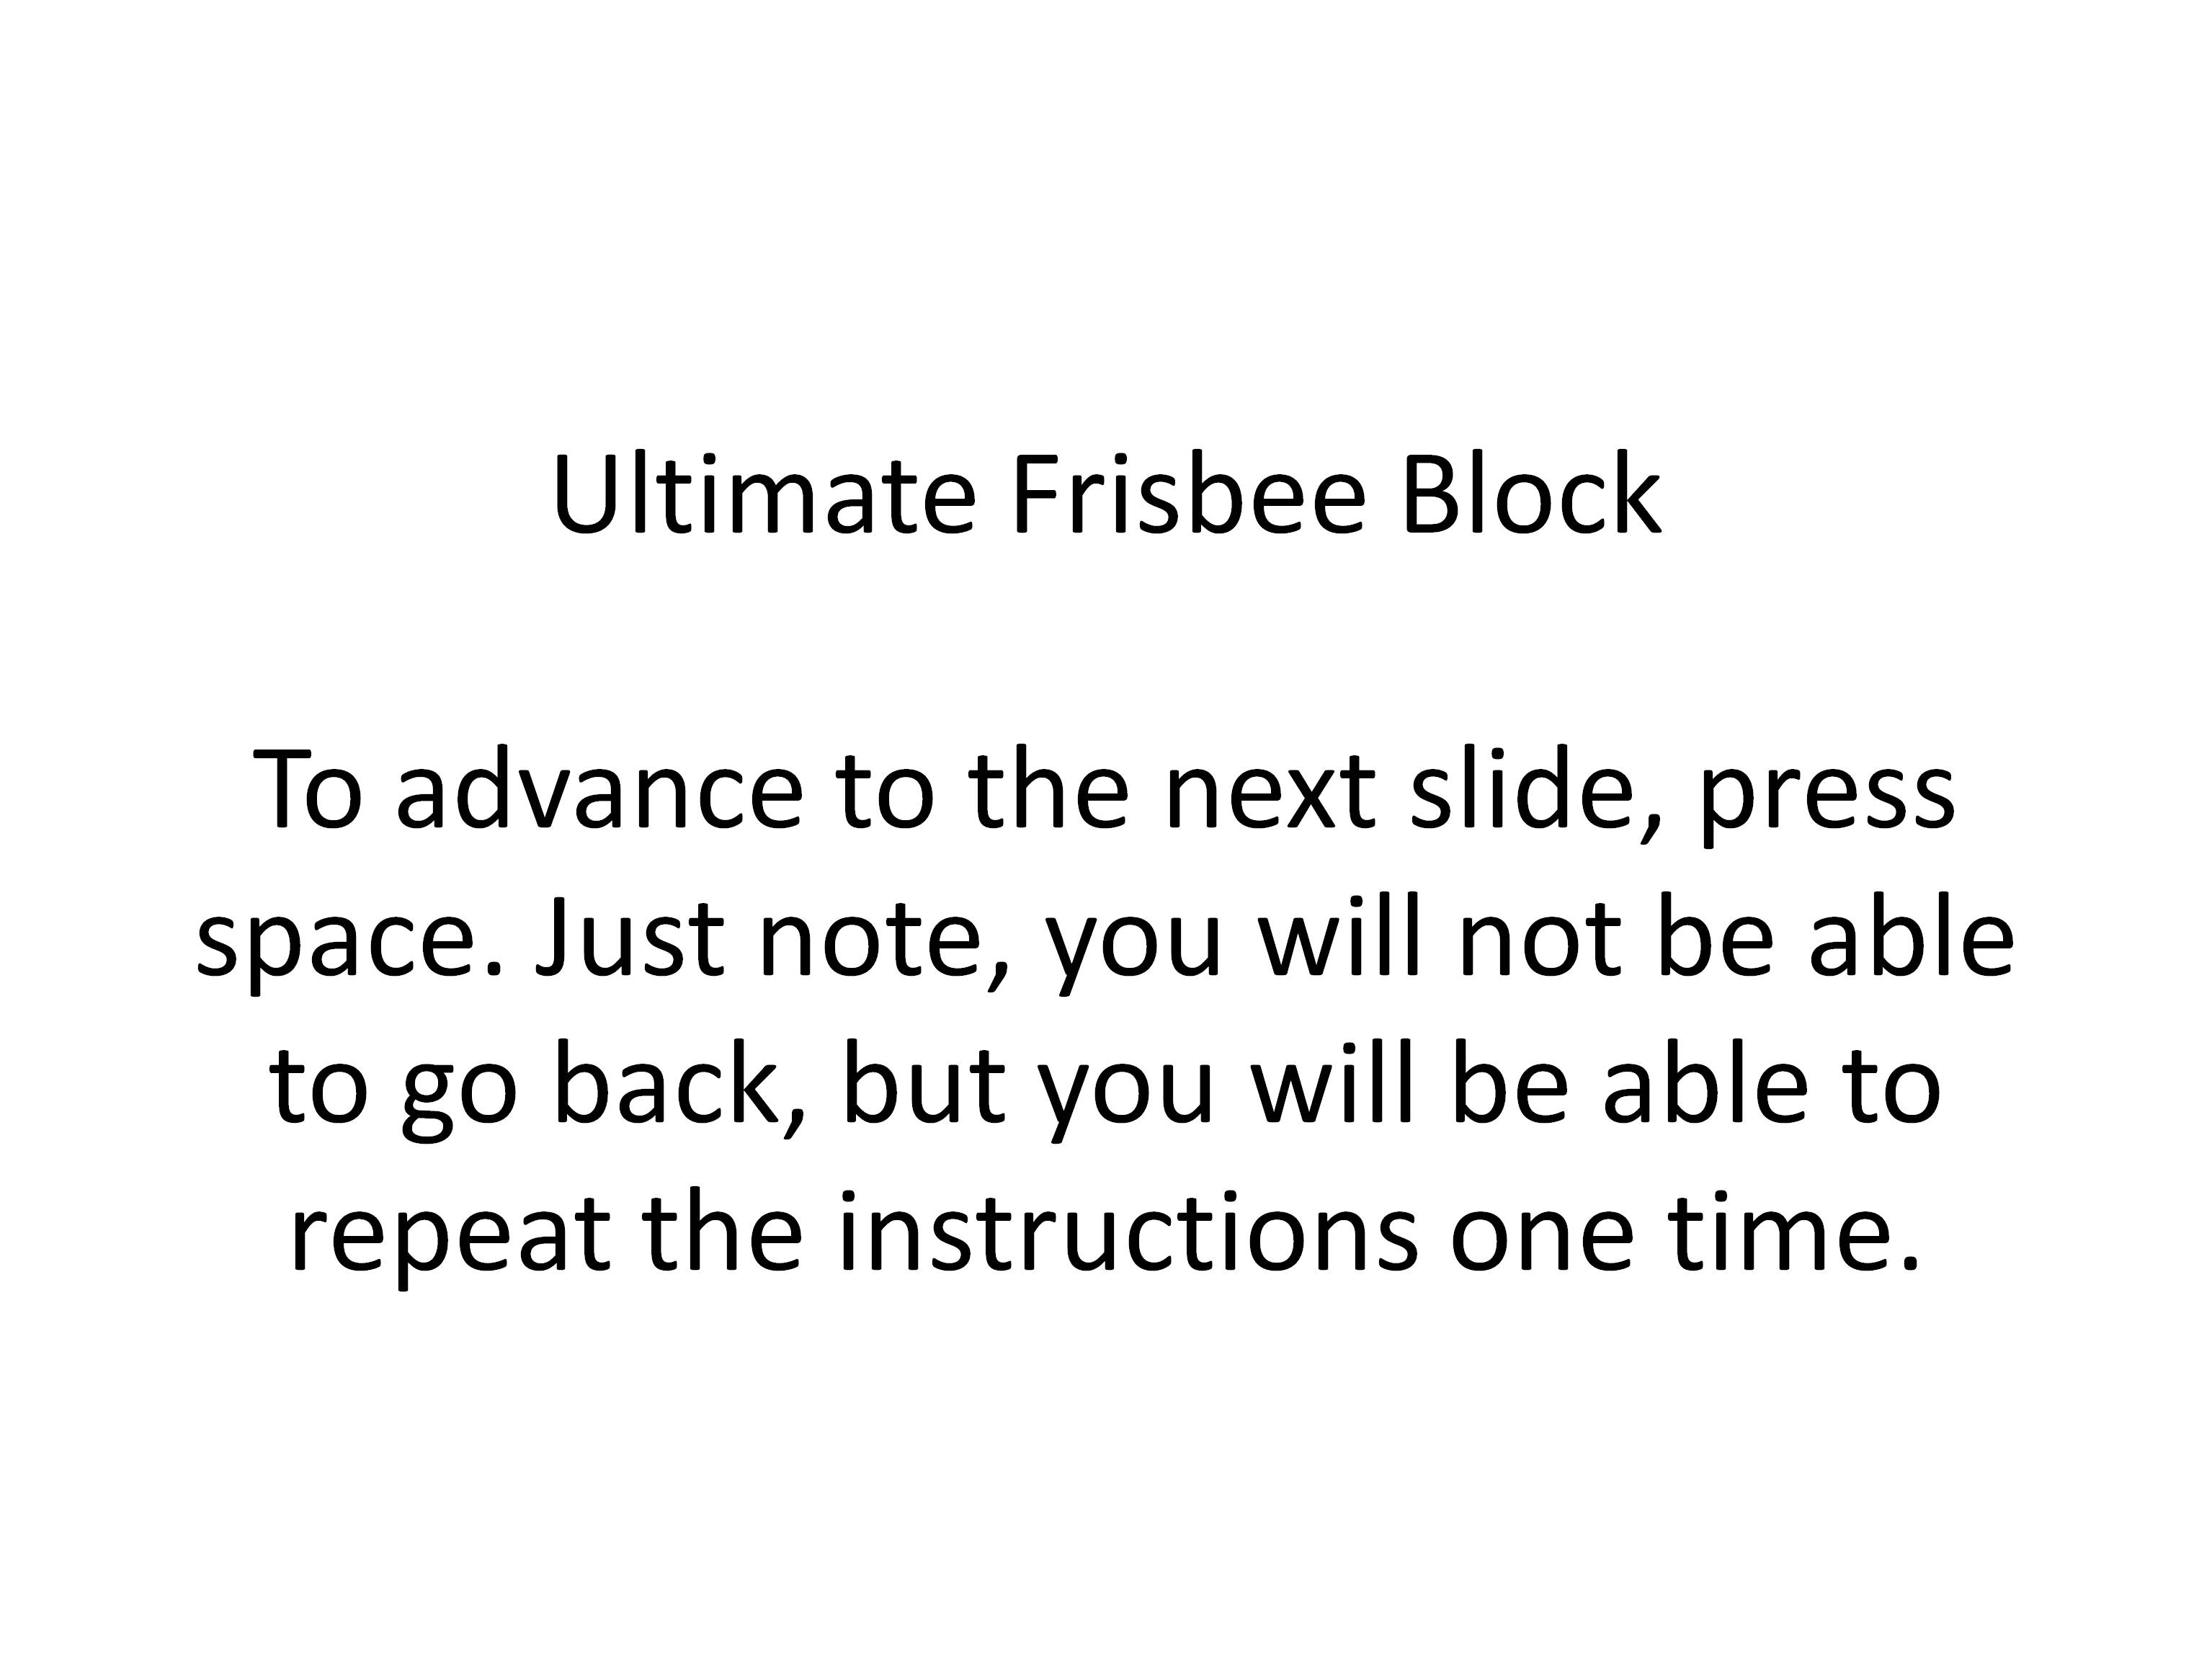 Ultimate Frisbee Block
To advance to the next slide, press
space. Just note, you will not be able
to go back, but you will be able to
repeat the instructions one time.